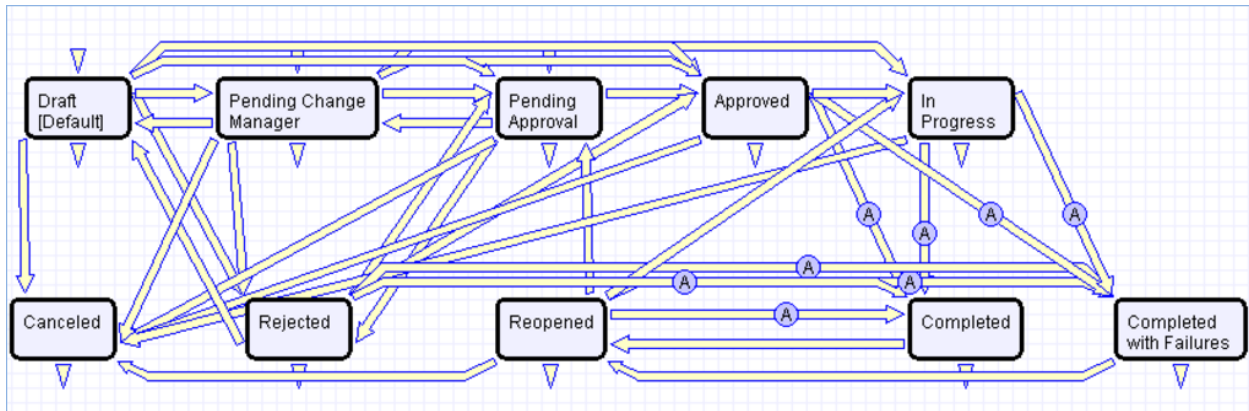 Draft
[Default]
Pending Change
Manager
Pending
Approval
Approved
In
Progress
A
A
A
A
A
A
A
A
Canceled
Rejected
Reopened
Completed
Completed
with Failures